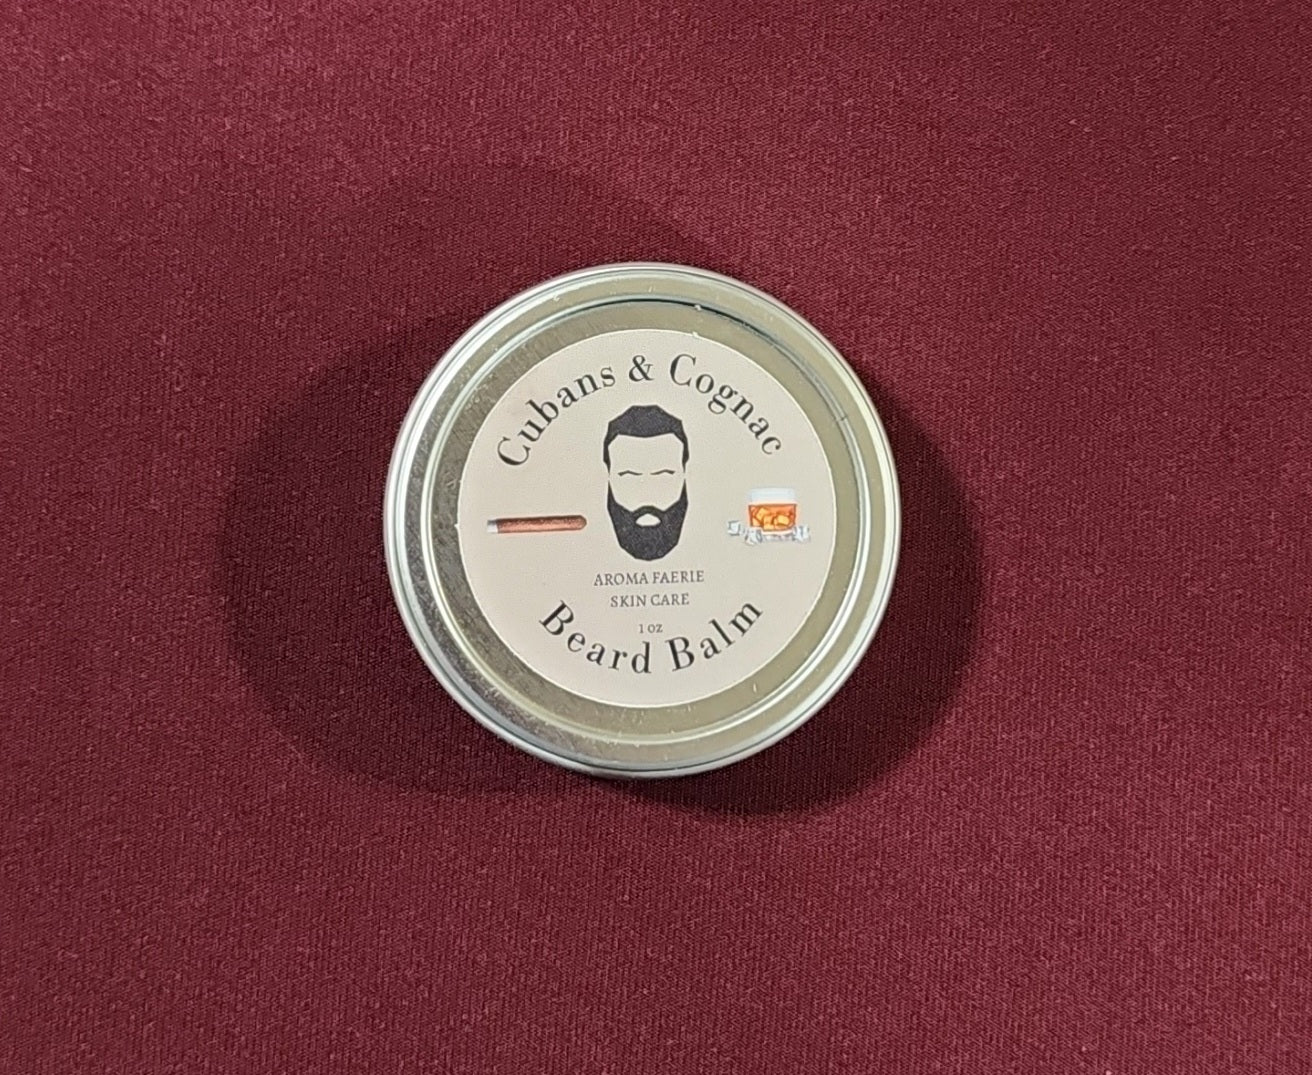 Cubans & Cognac
AROMA FAERIE
SKIN CARE
1 OZ
Beard Balm